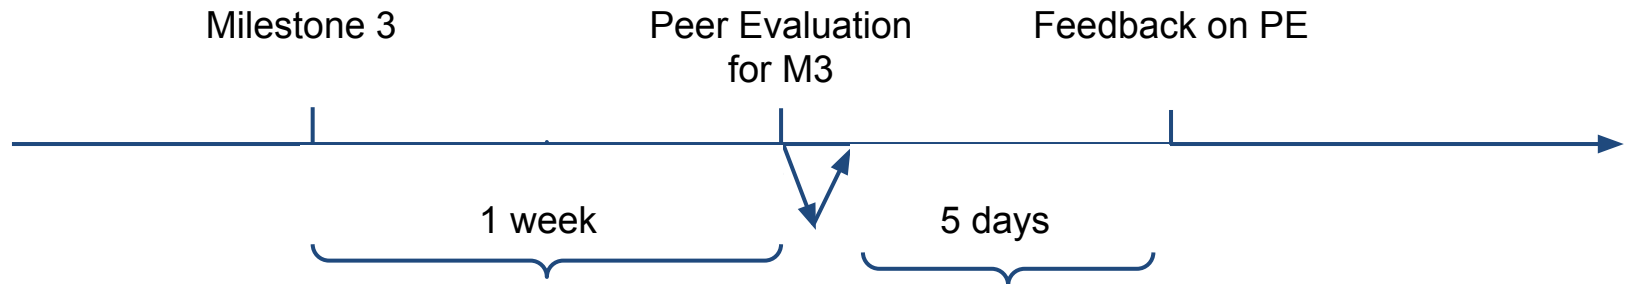 Milestone 3
Peer Evaluation
for M3
Feedback on PE
1 week
5 days